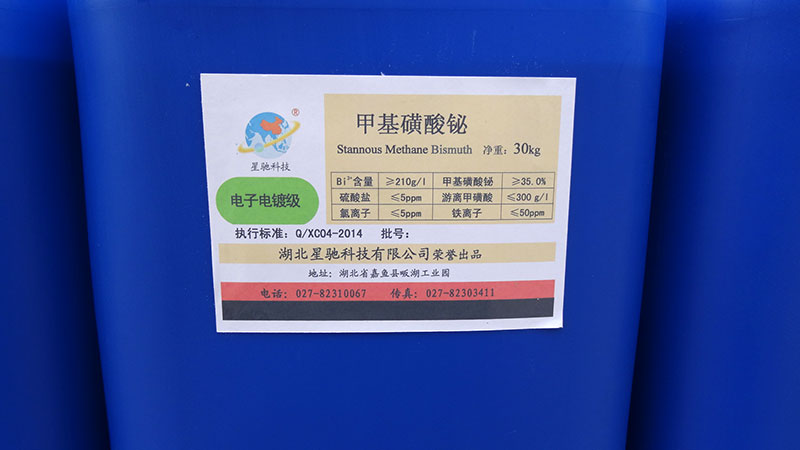 ®
星驰科技
电子电镀级
甲基磺酸铋
Stannous Methane Bismuth 净重: 30kg
Bi³⁺含量 ≥210g/l 甲基磺酸铋 ≥35.0%
硫酸盐 ≤5ppm 游离甲磺酸 ≤300 g/l
氯离子 ≤5ppm 铁离子 ≤50ppm
执行标准: Q/XC04-2014 批号:
湖北星驰科技有限公司荣誉出品
地址: 湖北省嘉鱼县畈湖工业园
电话: 027-82310067 传真: 027-82303411